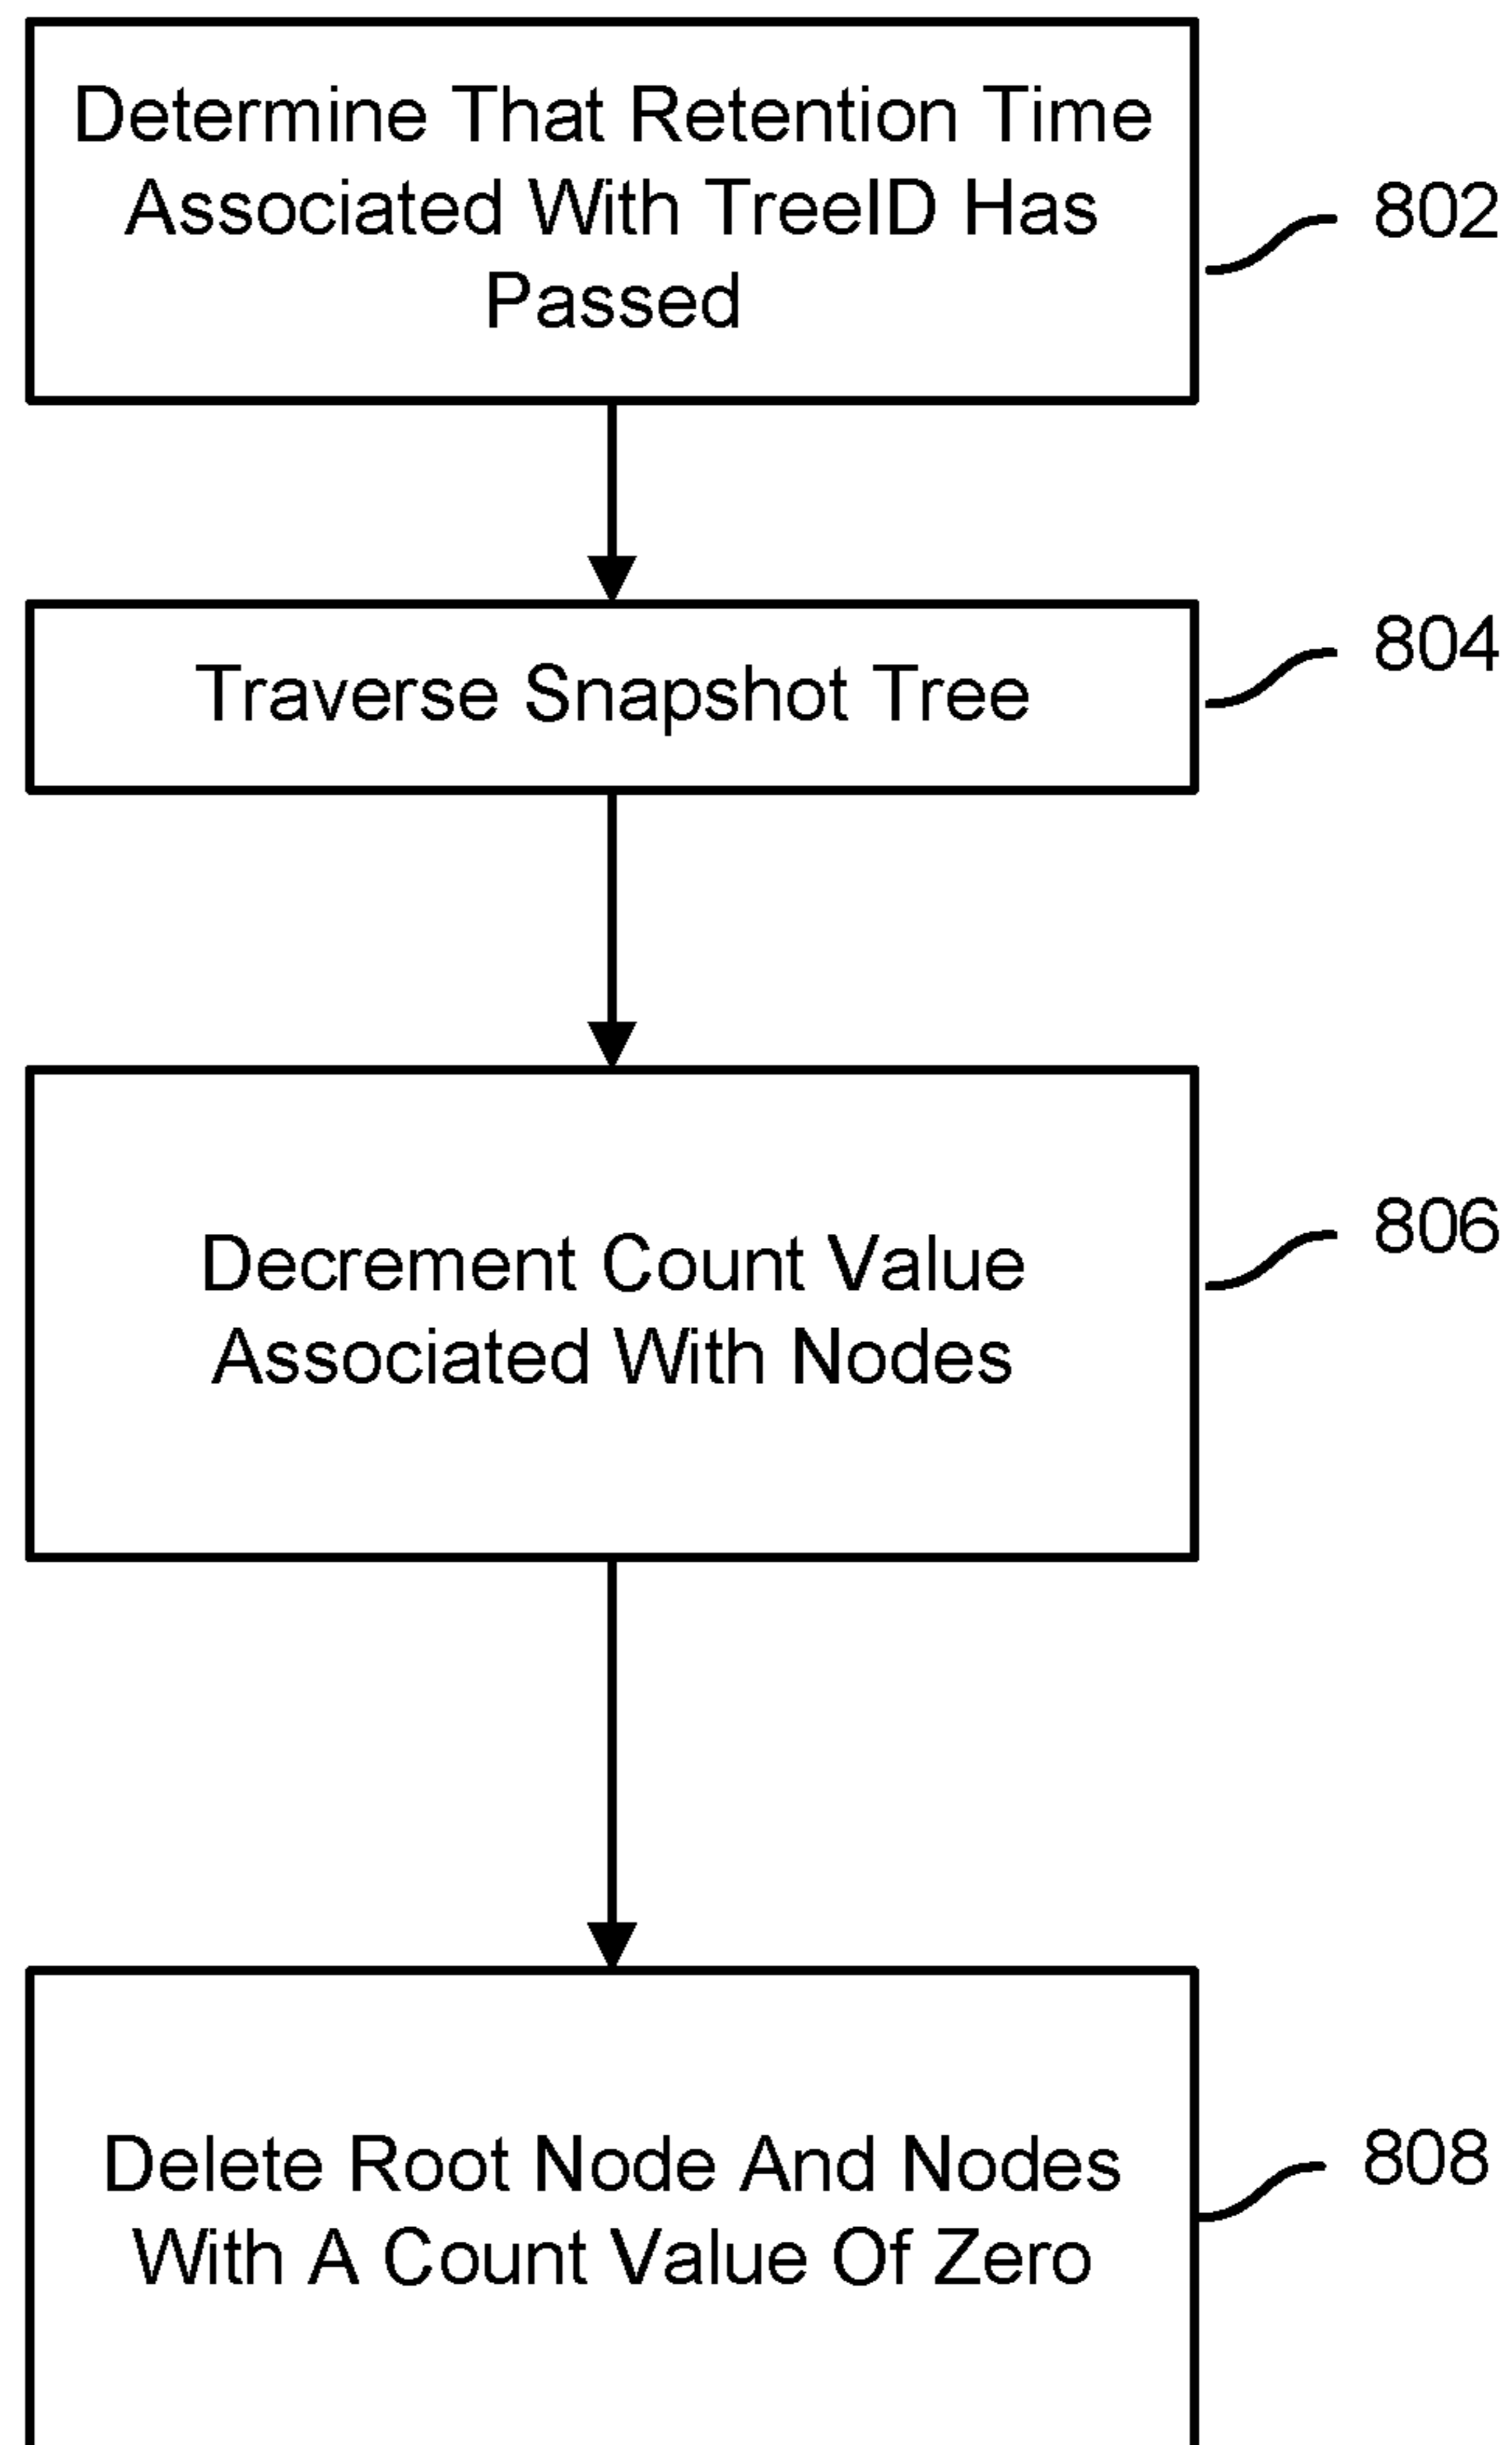 Determine That Retention Time
Associated With TreeID Has
Passed
802
Traverse Snapshot Tree
804
Decrement Count Value
Associated With Nodes
806
Delete Root Node And Nodes
With A Count Value Of Zero
808